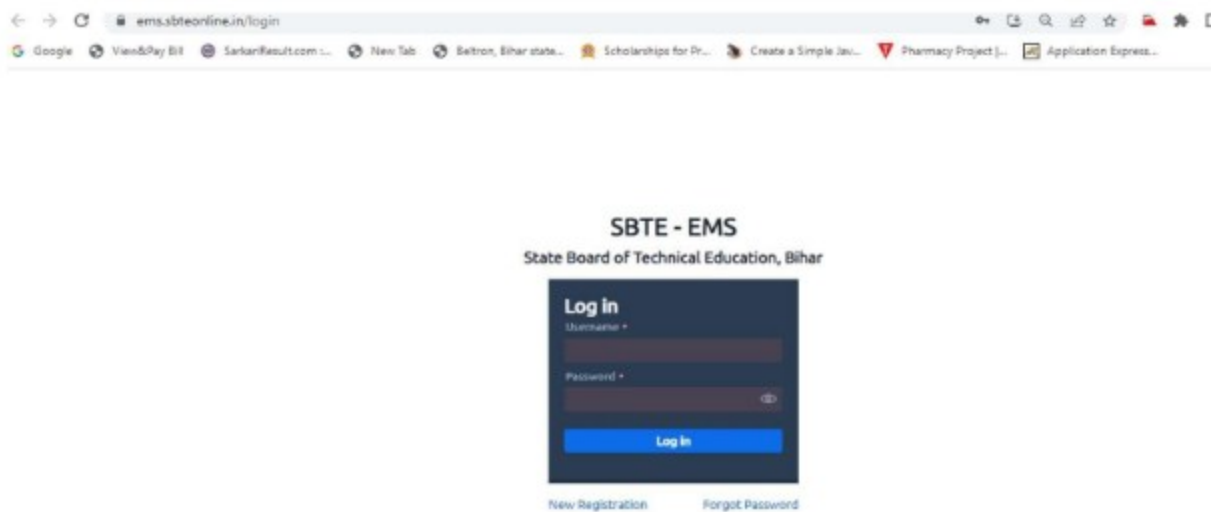 ems.sbteonline.in/login
Google View&Pay Bill SarkariResult.com :... New Tab Beltron, Bihar state... Scholarships for Pr... Create a Simple Jav... Pharmacy Project |... Application Express...
SBTE - EMS
State Board of Technical Education, Bihar
Log in
Username •
Password •
Log in
New Registration Forgot Password